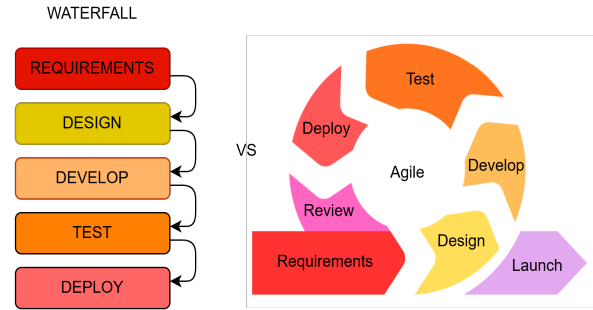 WATERFALL
REQUIREMENTS
DESIGN
DEVELOP
TEST
DEPLOY
VS
Test
Deploy
Agile
Develop
Review
Design
Requirements
Launch